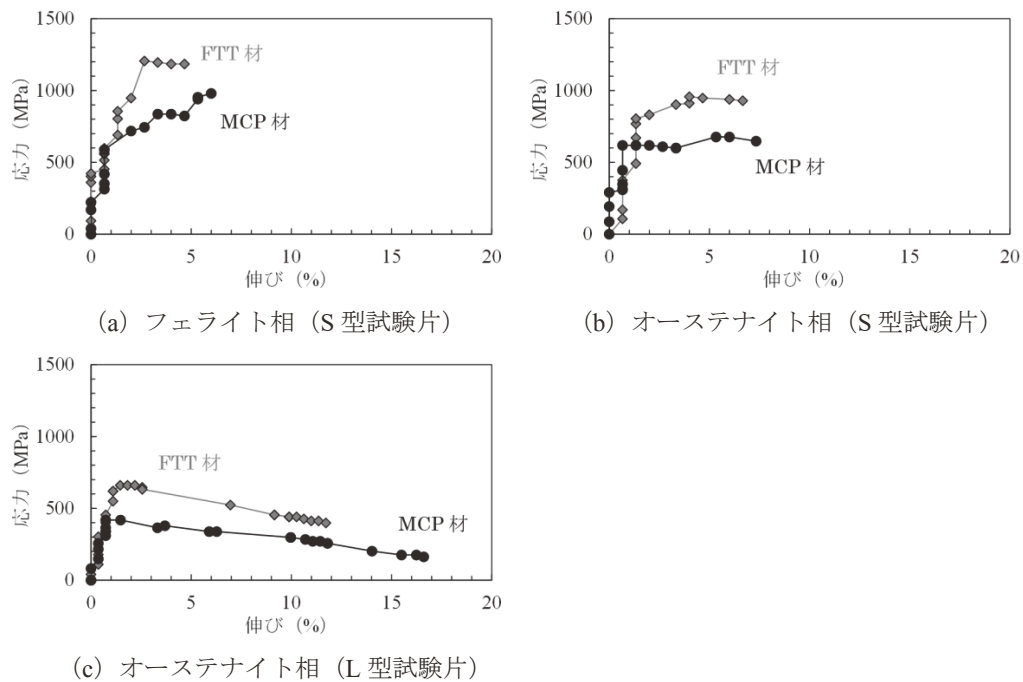 1500
1000
500
0
応力（MPa）
FTT 材
MCP 材
0 5 10 15 20
伸び（%）
（a）フェライト相（S 型試験片）
1500
1000
500
0
応力（MPa）
FTT 材
MCP 材
0 5 10 15 20
伸び（%）
（b）オーステナイト相（S 型試験片）
1500
1000
500
0
応力（MPa）
FTT 材
MCP 材
0 5 10 15 20
伸び（%）
（c）オーステナイト相（L 型試験片）